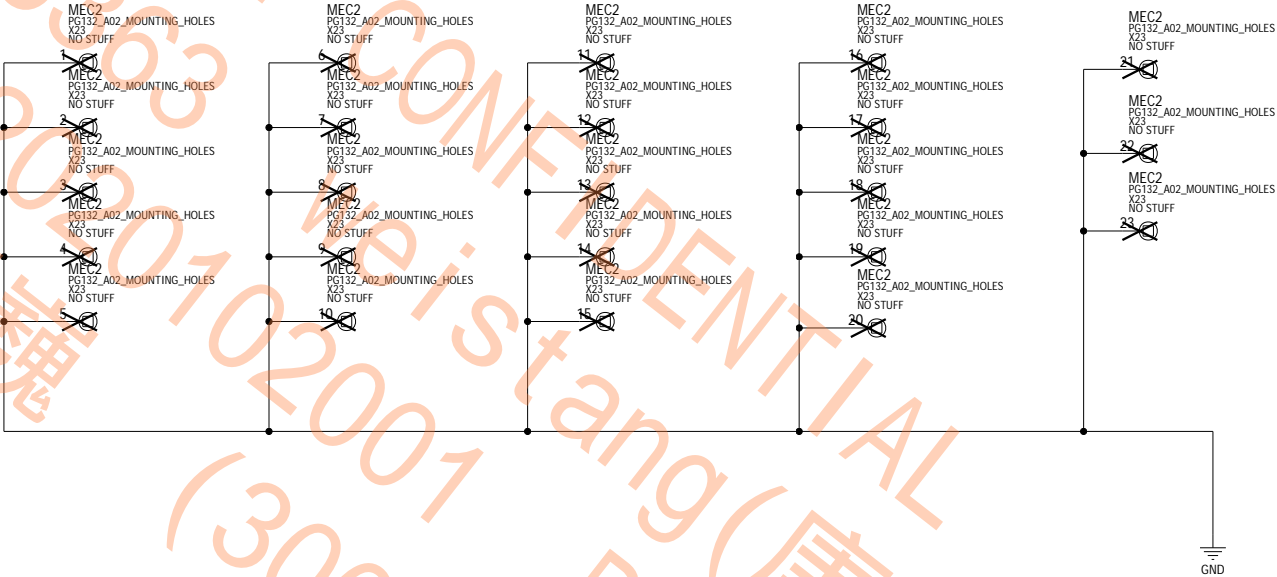 MEC2
PG132_A02_MOUNTING_HOLES
X23
NO STUFF
1
MEC2
PG132_A02_MOUNTING_HOLES
X23
NO STUFF
2
MEC2
PG132_A02_MOUNTING_HOLES
X23
NO STUFF
3
MEC2
PG132_A02_MOUNTING_HOLES
X23
NO STUFF
4
MEC2
PG132_A02_MOUNTING_HOLES
X23
NO STUFF
5
MEC2
PG132_A02_MOUNTING_HOLES
X23
NO STUFF
6
MEC2
PG132_A02_MOUNTING_HOLES
X23
NO STUFF
7
MEC2
PG132_A02_MOUNTING_HOLES
X23
NO STUFF
8
MEC2
PG132_A02_MOUNTING_HOLES
X23
NO STUFF
9
MEC2
PG132_A02_MOUNTING_HOLES
X23
NO STUFF
10
MEC2
PG132_A02_MOUNTING_HOLES
X23
NO STUFF
11
MEC2
PG132_A02_MOUNTING_HOLES
X23
NO STUFF
12
MEC2
PG132_A02_MOUNTING_HOLES
X23
NO STUFF
13
MEC2
PG132_A02_MOUNTING_HOLES
X23
NO STUFF
14
MEC2
PG132_A02_MOUNTING_HOLES
X23
NO STUFF
15
MEC2
PG132_A02_MOUNTING_HOLES
X23
NO STUFF
16
MEC2
PG132_A02_MOUNTING_HOLES
X23
NO STUFF
17
MEC2
PG132_A02_MOUNTING_HOLES
X23
NO STUFF
18
MEC2
PG132_A02_MOUNTING_HOLES
X23
NO STUFF
19
MEC2
PG132_A02_MOUNTING_HOLES
X23
NO STUFF
20
MEC2
PG132_A02_MOUNTING_HOLES
X23
NO STUFF
21
MEC2
PG132_A02_MOUNTING_HOLES
X23
NO STUFF
22
MEC2
PG132_A02_MOUNTING_HOLES
X23
NO STUFF
23
GND
CONFIDENTIAL
weistang(唐
巍